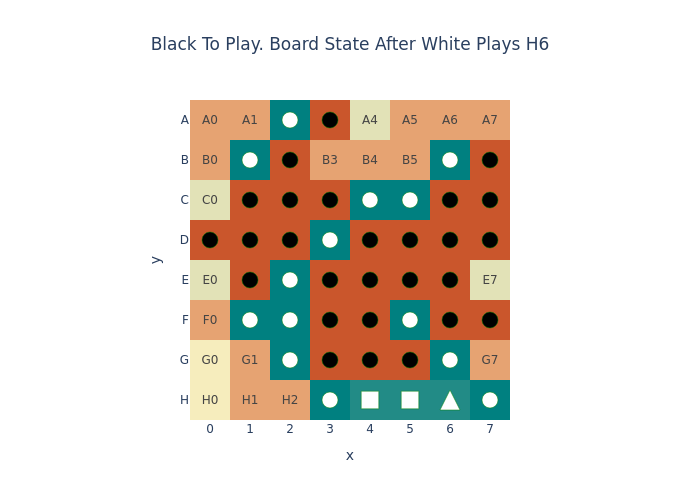 Black To Play. Board State After White Plays H6
A A0 A1 A4 A5 A6 A7
B B0 B3 B4 B5
C C0
D
E E0 E7
F F0
G G0 G1 G7
H H0 H1 H2
0 1 2 3 4 5 6 7
x
y